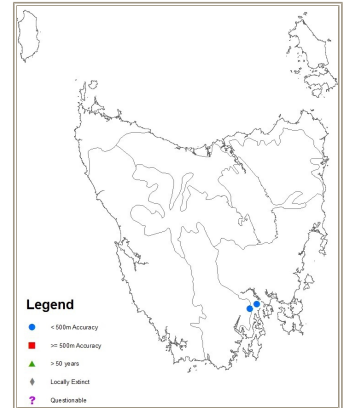 Legend
< 500m Accuracy
>= 500m Accuracy
> 50 years
Locally Extinct
? Questionable